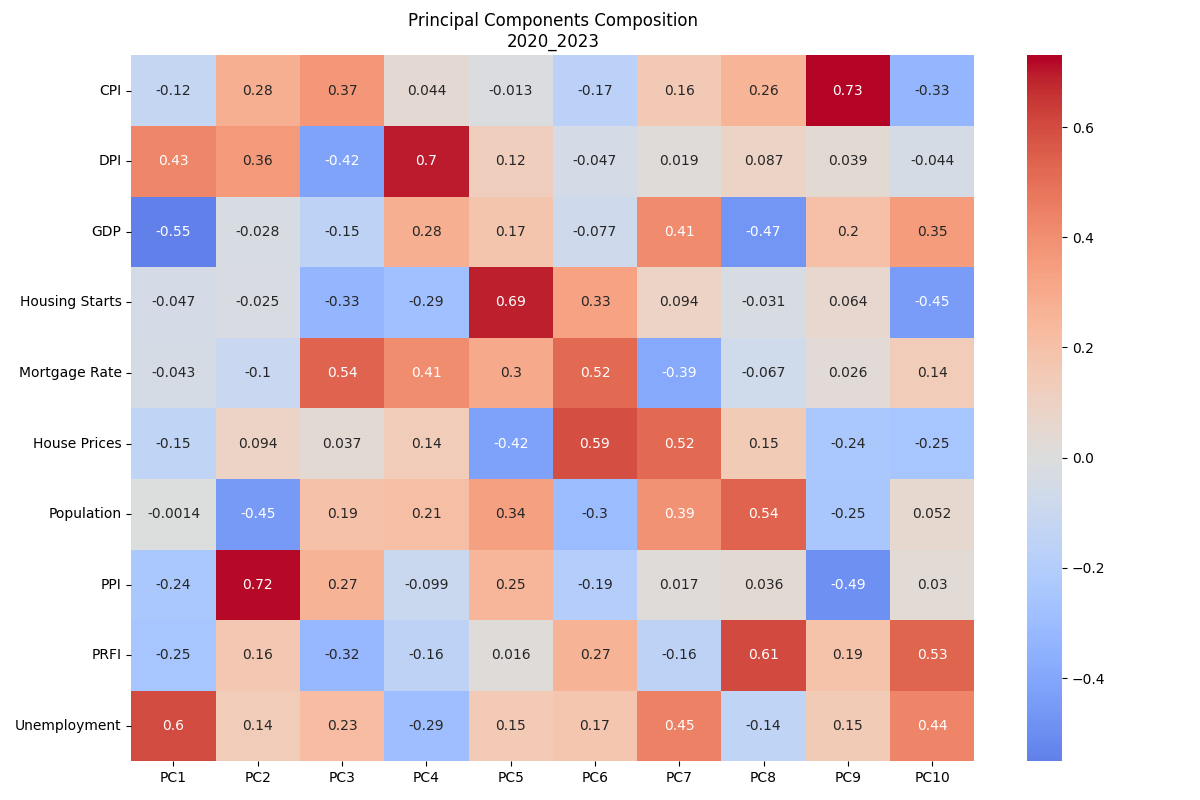 Principal Components Composition
2020_2023
CPI -0.12 0.28 0.37 0.044 -0.013 -0.17 0.16 0.26 0.73 -0.33
DPI 0.43 0.36 -0.42 0.7 0.12 -0.047 0.019 0.087 0.039 -0.044
GDP -0.55 -0.028 -0.15 0.28 0.17 -0.077 0.41 -0.47 0.2 0.35
Housing Starts -0.047 -0.025 -0.33 -0.29 0.69 0.33 0.094 -0.031 0.064 -0.45
Mortgage Rate -0.043 -0.1 0.54 0.41 0.3 0.52 -0.39 -0.067 0.026 0.14
House Prices -0.15 0.094 0.037 0.14 -0.42 0.59 0.52 0.15 -0.24 -0.25
Population -0.0014 -0.45 0.19 0.21 0.34 -0.3 0.39 0.54 -0.25 0.052
PPI -0.24 0.72 0.27 -0.099 0.25 -0.19 0.017 0.036 -0.49 0.03
PRFI -0.25 0.16 -0.32 -0.16 0.016 0.27 -0.16 0.61 0.19 0.53
Unemployment 0.6 0.14 0.23 -0.29 0.15 0.17 0.45 -0.14 0.15 0.44
PC1 PC2 PC3 PC4 PC5 PC6 PC7 PC8 PC9 PC10
0.6
0.4
0.2
0.0
−0.2
−0.4